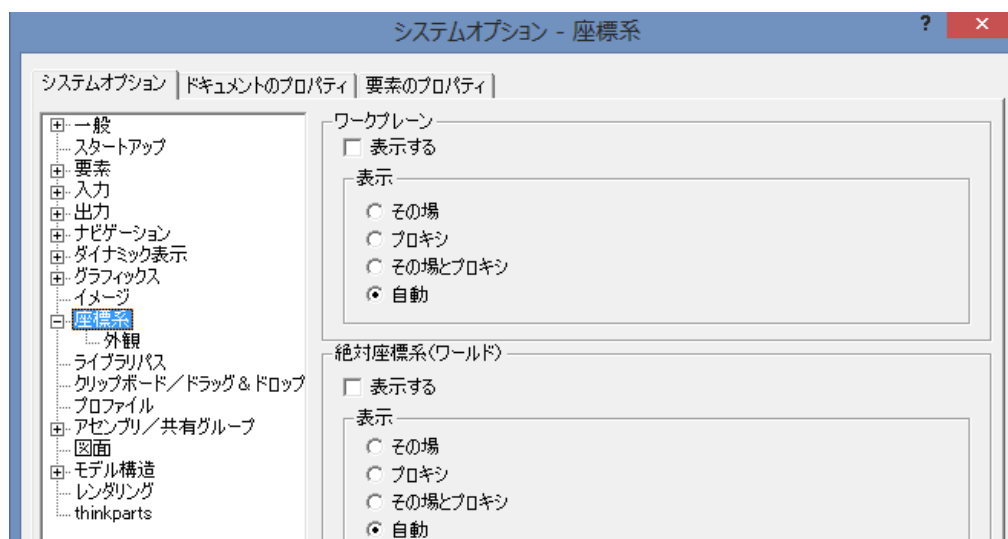 システムオプション - 座標系
?
×
システムオプション
ドキュメントのプロパティ
要素のプロパティ
一般
スタートアップ
要素
入力
出力
ナビゲーション
ダイナミック表示
グラフィックス
イメージ
座標系
外観
ライブラリパス
クリップボード/ドラッグ&ドロップ
プロファイル
アセンブリ/共有グループ
図面
モデル構造
レンダリング
thinkparts
ワークプレーン
表示する
表示
その場
プロキシ
その場とプロキシ
自動
絶対座標系(ワールド)
表示する
表示
その場
プロキシ
その場とプロキシ
自動